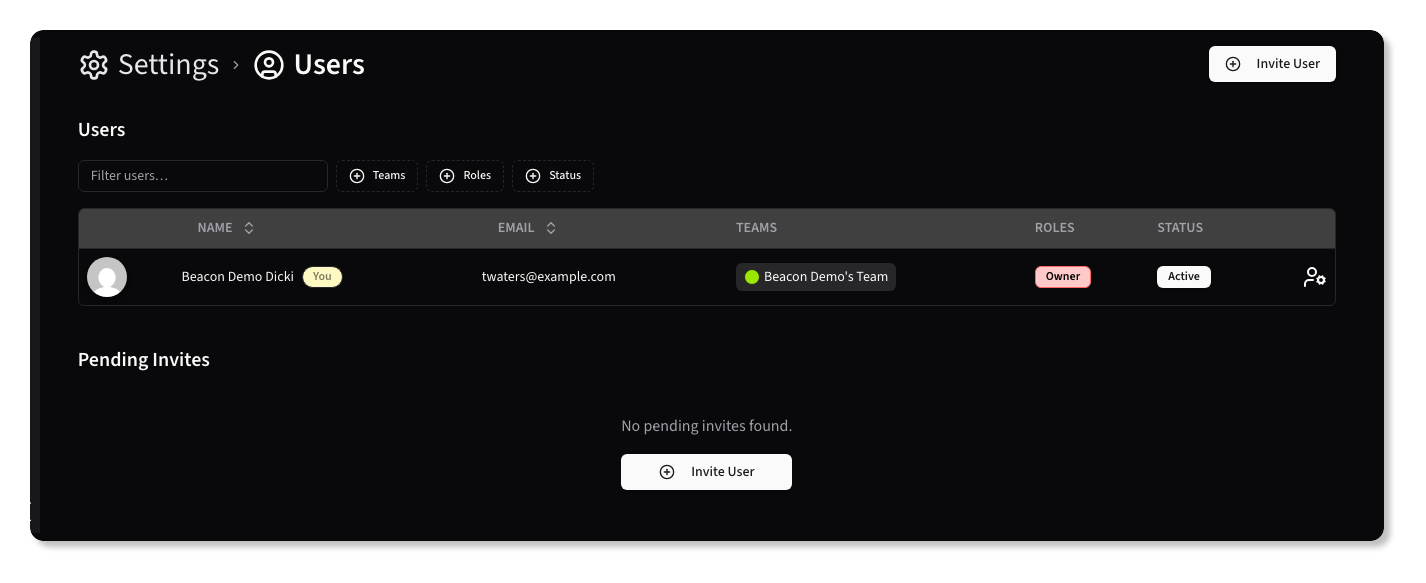 Settings › Users
Invite User
Users
Filter users…
Teams
Roles
Status
NAME EMAIL TEAMS ROLES STATUS
Beacon Demo Dicki You twaters@example.com Beacon Demo's Team Owner Active
Pending Invites
No pending invites found.
Invite User